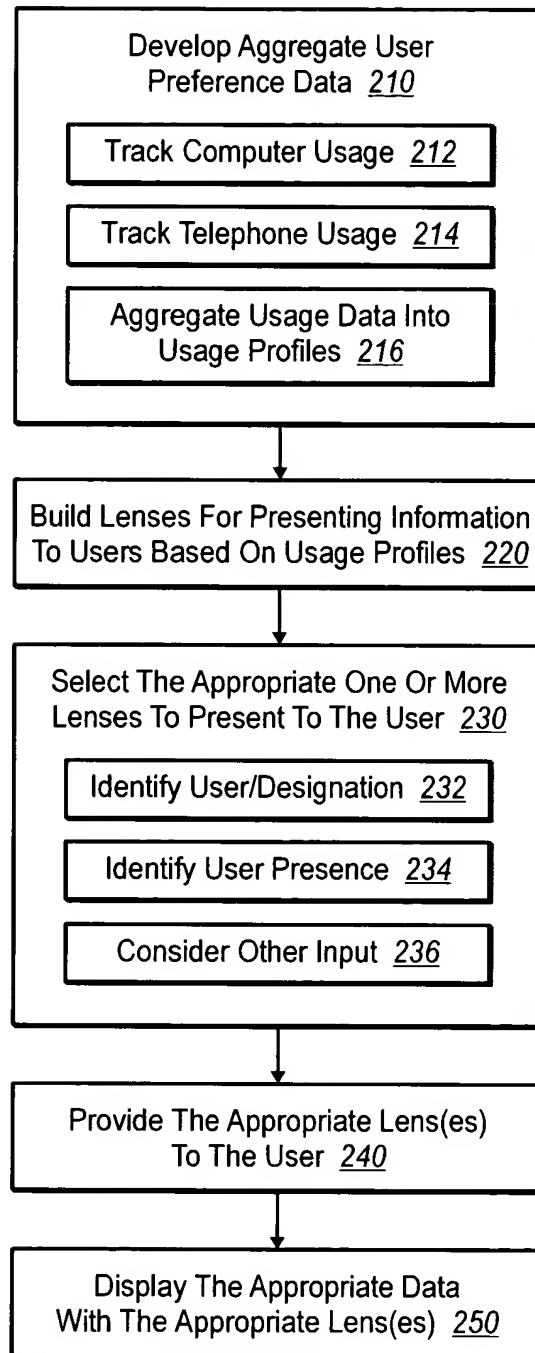 Develop Aggregate User
Preference Data 210
Track Computer Usage 212
Track Telephone Usage 214
Aggregate Usage Data Into
Usage Profiles 216
Build Lenses For Presenting Information
To Users Based On Usage Profiles 220
Select The Appropriate One Or More
Lenses To Present To The User 230
Identify User/Designation 232
Identify User Presence 234
Consider Other Input 236
Provide The Appropriate Lens(es)
To The User 240
Display The Appropriate Data
With The Appropriate Lens(es) 250